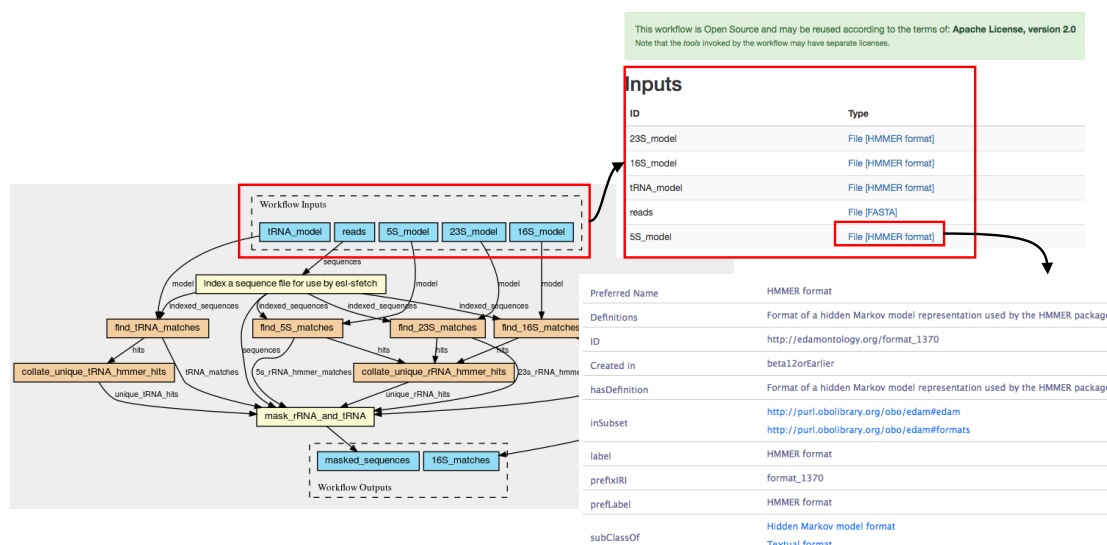 This workflow is Open Source and may be reused according to the terms of: Apache License, version 2.0
Note that the tools invoked by the workflow may have separate licenses.
Inputs
ID Type
23S_model File [HMMER format]
16S_model File [HMMER format]
tRNA_model File [HMMER format]
reads File [FASTA]
5S_model File [HMMER format]
Workflow Inputs
tRNA_model reads 5S_model 23S_model 16S_model
sequences
model model model model
index a sequence file for use by esl-sfetch
indexed_sequences indexed_sequences indexed_sequences indexed_sequences
find_tRNA_matches find_5S_matches find_23S_matches find_16S_matches
hits sequences hits hits hits
collate_unique_tRNA_hmmer_hits tRNA_matches 5s_rRNA_hmmer_matches collate_unique_rRNA_hmmer_hits 23s_rRNA_hmme
unique_tRNA_hits unique_rRNA_hits
mask_rRNA_and_tRNA
masked_sequences 16S_matches
Workflow Outputs
Preferred Name HMMER format
Definitions Format of a hidden Markov model representation used by the HMMER package
ID http://edamontology.org/format_1370
Created in beta12orEarlier
hasDefinition Format of a hidden Markov model representation used by the HMMER package
inSubset http://purl.obolibrary.org/obo/edam#edam
http://purl.obolibrary.org/obo/edam#formats
label HMMER format
prefixIRI format_1370
prefLabel HMMER format
subClassOf Hidden Markov model format
Textual format